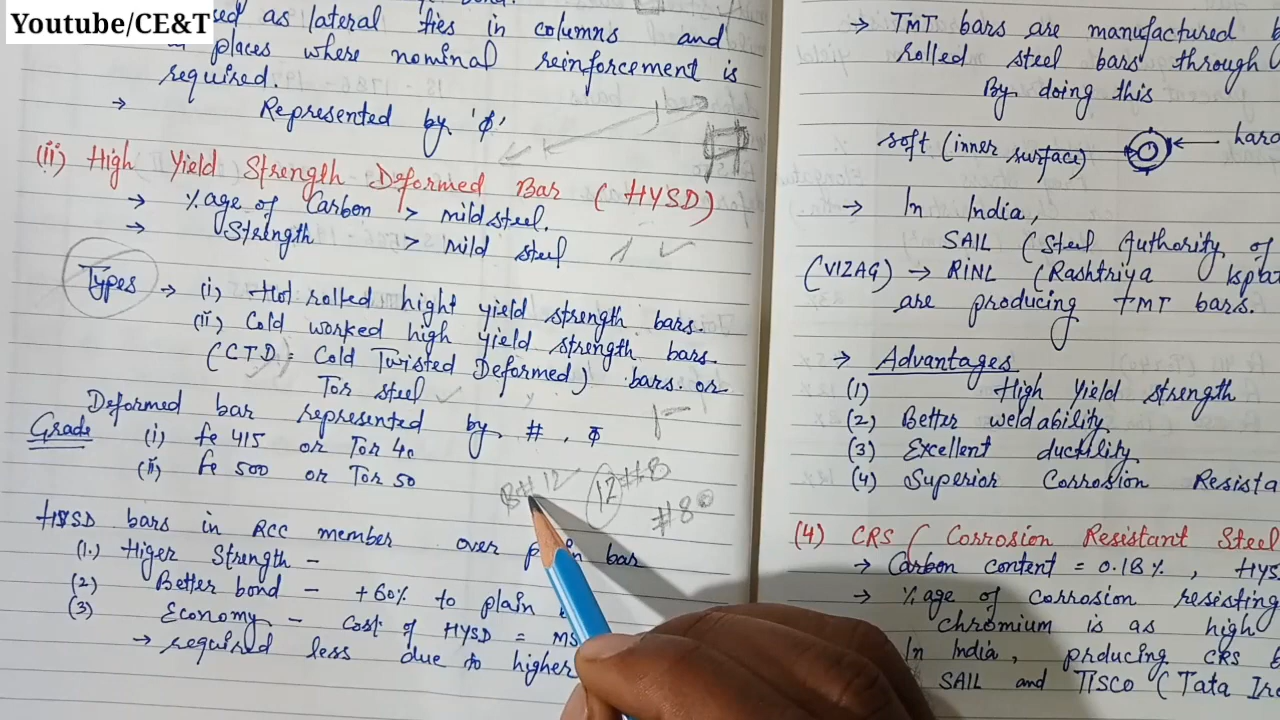 Youtube/CE&T
as lateral ties in columns and
places where nominal reinforcement is
required.
→ Represented by 'ϕ'
(ii) High Yield Strength Deformed Bar (HYSD)
→ %age of Carbon > mild steel.
→ Strength > mild steel
Types → (i) Hot rolled hight yield strength bars.
(ii) Cold worked high yield strength bars.
(CTD: Cold Twisted Deformed) bars or
Tor steel
Deformed bar represented by #, ϕ
Grade (i) fe 415 or Tor 40
(ii) fe 500 or Tor 50
8# 12 12 #8
#8
HYSD bars in RCC member over bar
(1.) Higer Strength -
(2) Better bond - +60% to plain
(3) Economy - Cost of HYSD = MS
→ required less due to higher
→ TMT bars are manufactured
rolled steel bars through
By doing this
soft (inner surface)
→ In India,
SAIL (Steel Authority of
(VIZAG) → RINL (Rashtriya Ispat
are producing TMT bars.
→ Advantages
(1) High Yield strength
(2) Better weldability
(3) Excellent ductility
(4) Superior Corrosion
(4) CRS (Corrosion Resistant Steel
→ Carbon content = 0.18%, HYS
→ %age of corrosion resisting
chromium is as high
In India, prducing CRS
SAIL and TISCO (Tata